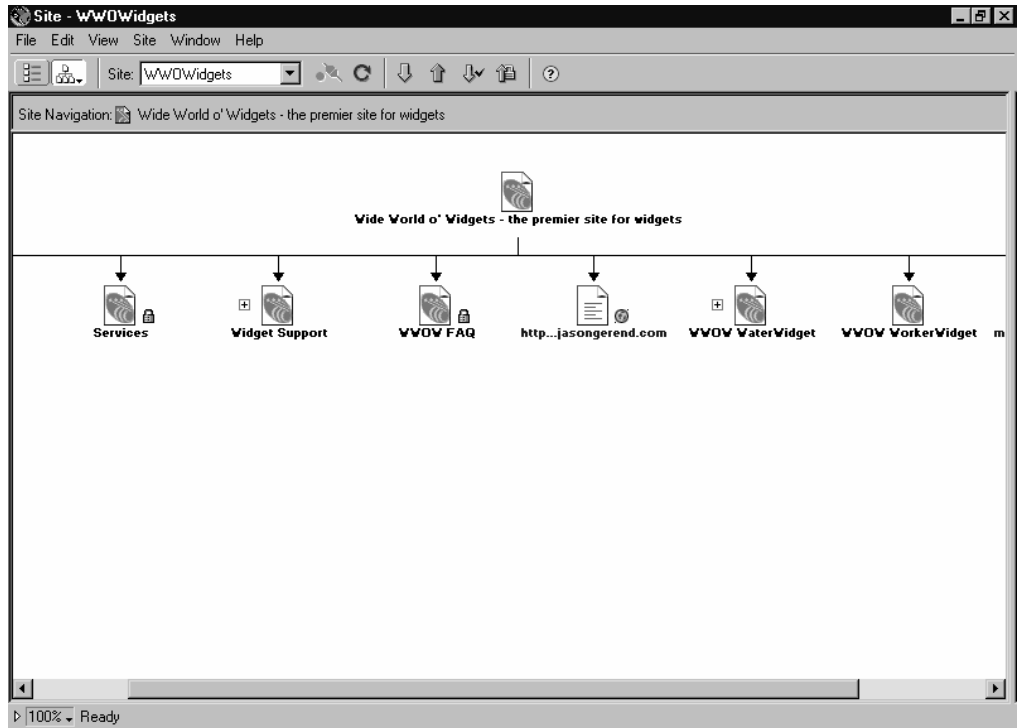 Site - WWOWidgets
File Edit View Site Window Help
Site: WWOWidgets
Site Navigation: Wide World o' Widgets - the premier site for widgets
Wide World o' Widgets - the premier site for widgets
Services Widget Support WWOW FAQ http...jasongerend.com WWOW WaterWidget WWOW WorkerWidget m
100% Ready